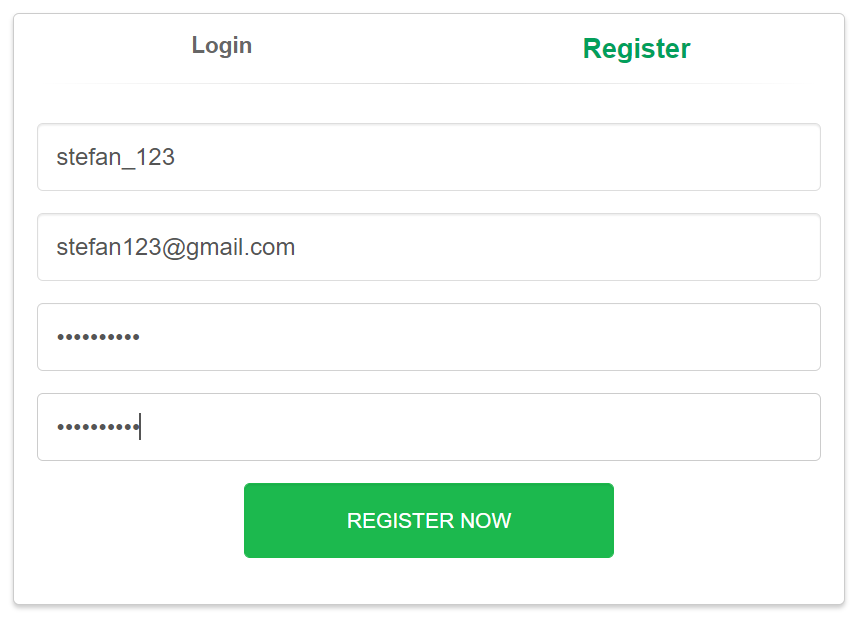 Login
Register
stefan_123
stefan123@gmail.com
••••••••••
••••••••••
REGISTER NOW